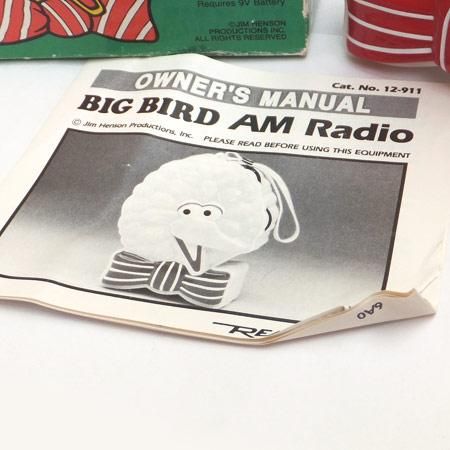 Requires 9V Battery
©JIM HENSON
PRODUCTIONS INC.
ALL RIGHTS RESERVED
OWNER'S MANUAL
Cat. No. 12-911
BIG BIRD AM Radio
© Jim Henson Productions, Inc.
PLEASE READ BEFORE USING THIS EQUIPMENT
6A0